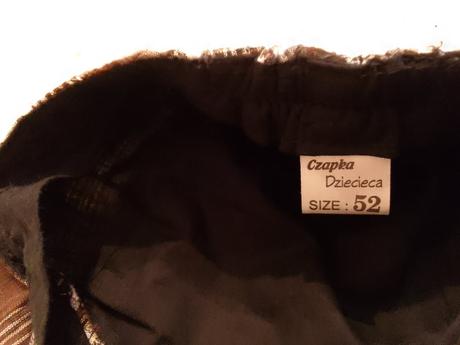 Czapka
Dziecieca
SIZE : 52